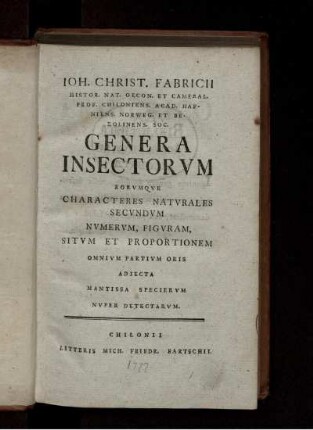 IOH. CHRIST. FABRICII
HISTOR. NAT. OECON. ET CAMERAL.
PROF. CHILONIENS. ACAD. HAF-
NIENS. NORWEG. ET BE-
ROLINENS. SOC.
GENERA
INSECTORVM
EORVMQVE
CHARACTERES NATVRALES
SECVNDVM
NVMERVM, FIGVRAM,
SITVM ET PROPORTIONEM
OMNIVM PARTIVM ORIS
ADIECTA
MANTISSA SPECIERVM
NVPER DETECTARVM.
CHILONII
LITTERIS MICH. FRIEDR. BARTSCHII.
1777